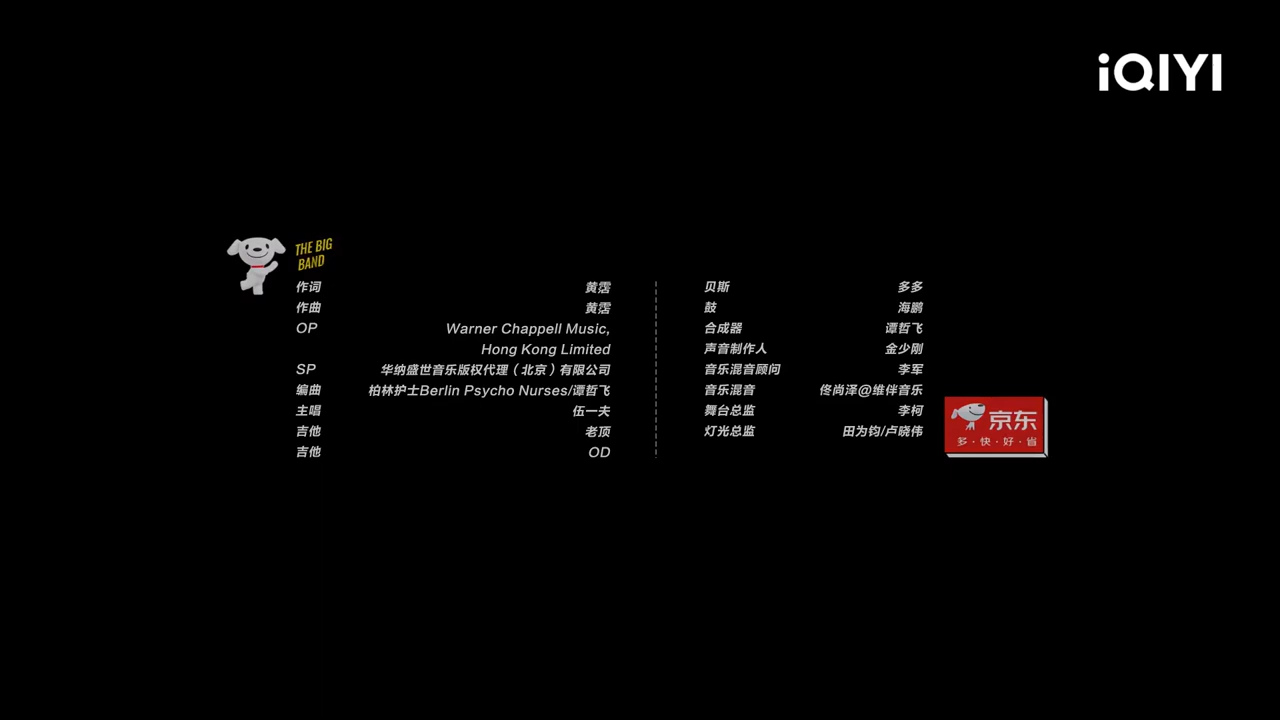 iQIYI
THE BIG
BAND
作词 黄霑
作曲 黄霑
OP Warner Chappell Music,
Hong Kong Limited
SP 华纳盛世音乐版权代理（北京）有限公司
编曲 柏林护士Berlin Psycho Nurses/谭哲飞
主唱 伍一夫
吉他 老顶
吉他 OD
贝斯 多多
鼓 海鹏
合成器 谭哲飞
声音制作人 金少刚
音乐混音顾问 李军
音乐混音 佟尚泽@维伴音乐
舞台总监 李柯
灯光总监 田为钧/卢晓伟
京东
多·快·好·省